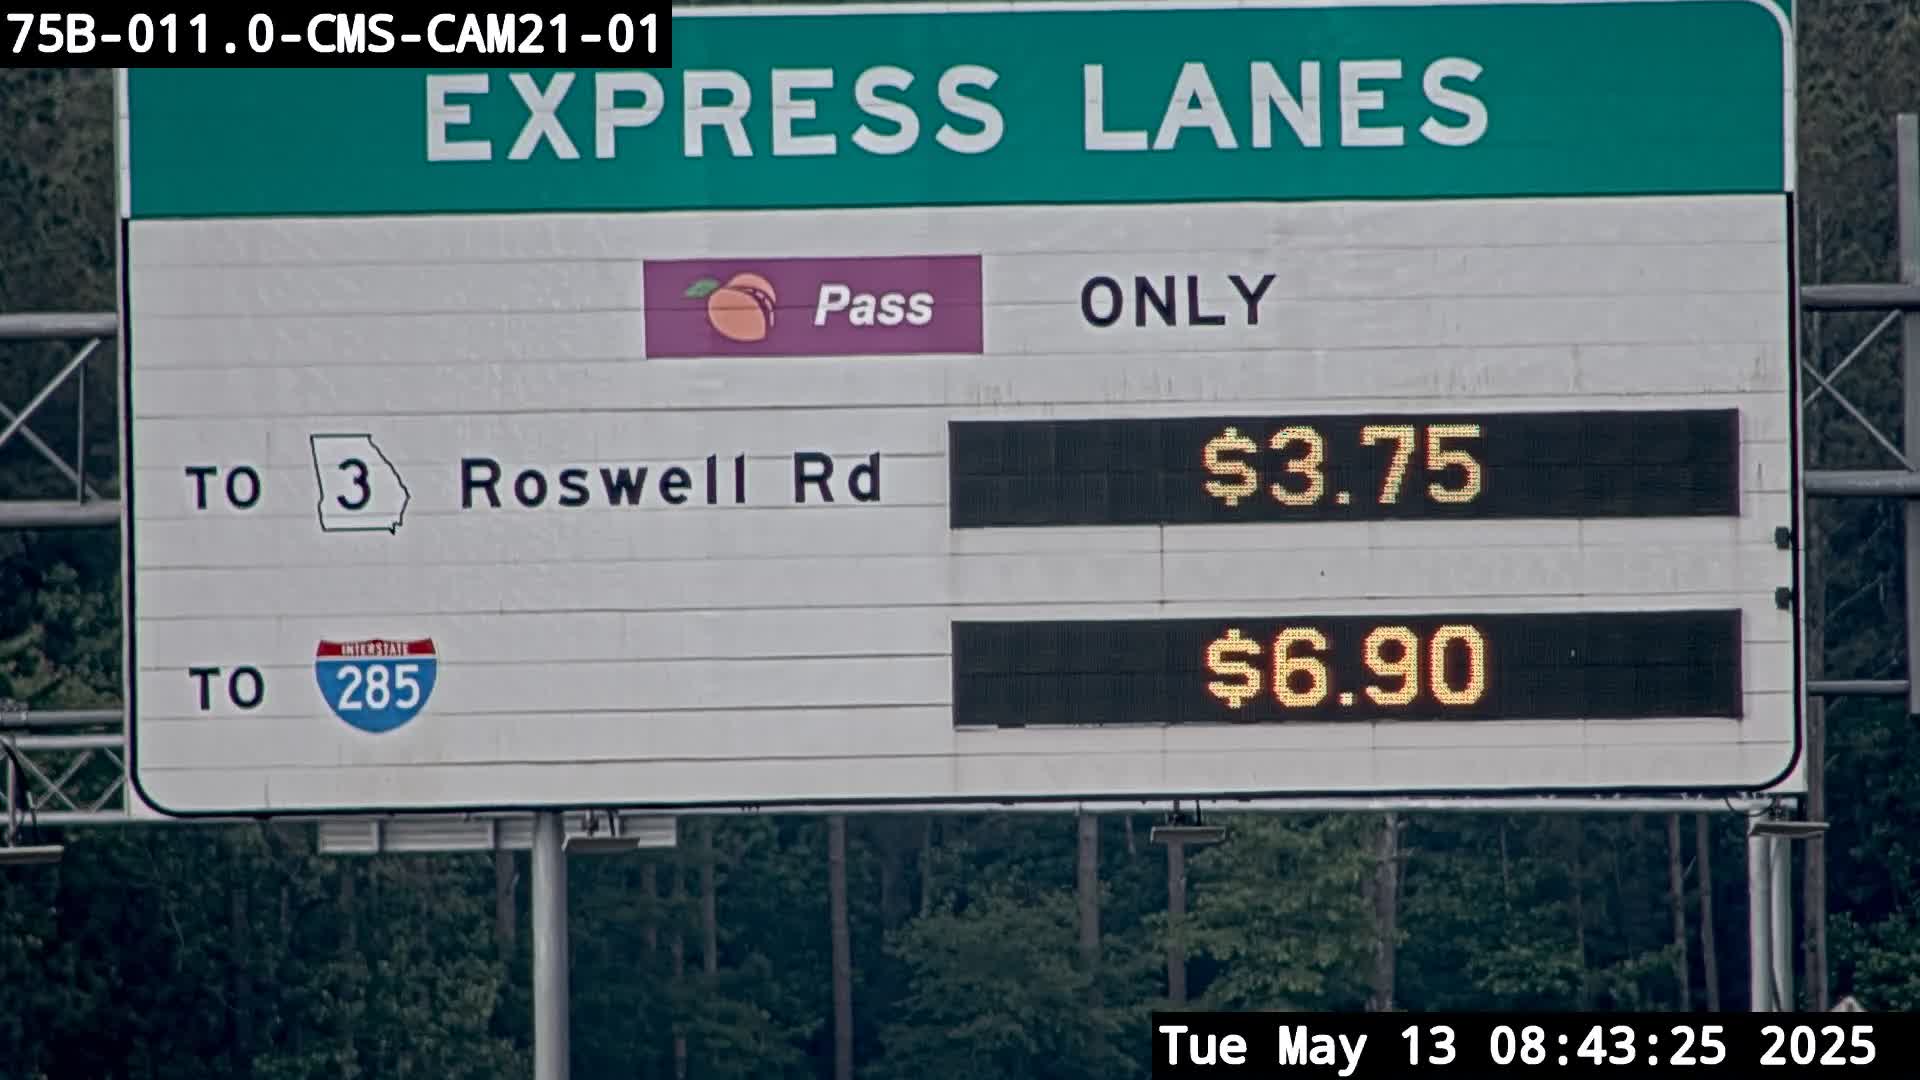 75B-011.0-CMS-CAM21-01
EXPRESS LANES
Pass ONLY
TO 3 Roswell Rd $3.75
TO INTERSTATE 285 $6.90
Tue May 13 08:43:25 2025